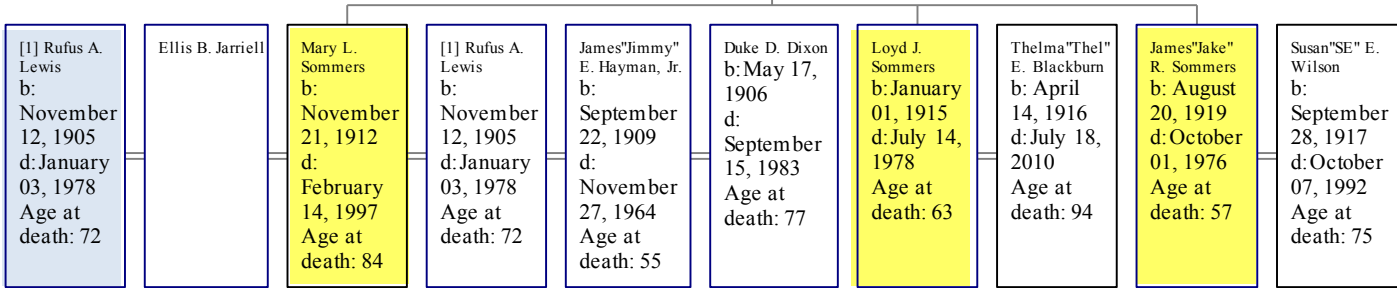 [1] Rufus A.
Lewis
b:
November
12, 1905
d:January
03, 1978
Age at
death: 72
Ellis B. Jarriell
Mary L.
Sommers
b:
November
21, 1912
d:
February
14, 1997
Age at
death: 84
[1] Rufus A.
Lewis
b:
November
12, 1905
d:January
03, 1978
Age at
death: 72
James"Jimmy"
E. Hayman, Jr.
b:
September
22, 1909
d:
November
27, 1964
Age at
death: 55
Duke D. Dixon
b:May 17,
1906
d:
September
15, 1983
Age at
death: 77
Loyd J.
Sommers
b:January
01, 1915
d:July 14,
1978
Age at
death: 63
Thelma"Thel"
E. Blackburn
b: April
14, 1916
d:July 18,
2010
Age at
death: 94
James"Jake"
R. Sommers
b: August
20, 1919
d:October
01, 1976
Age at
death: 57
Susan"SE" E.
Wilson
b:
September
28, 1917
d:October
07, 1992
Age at
death: 75